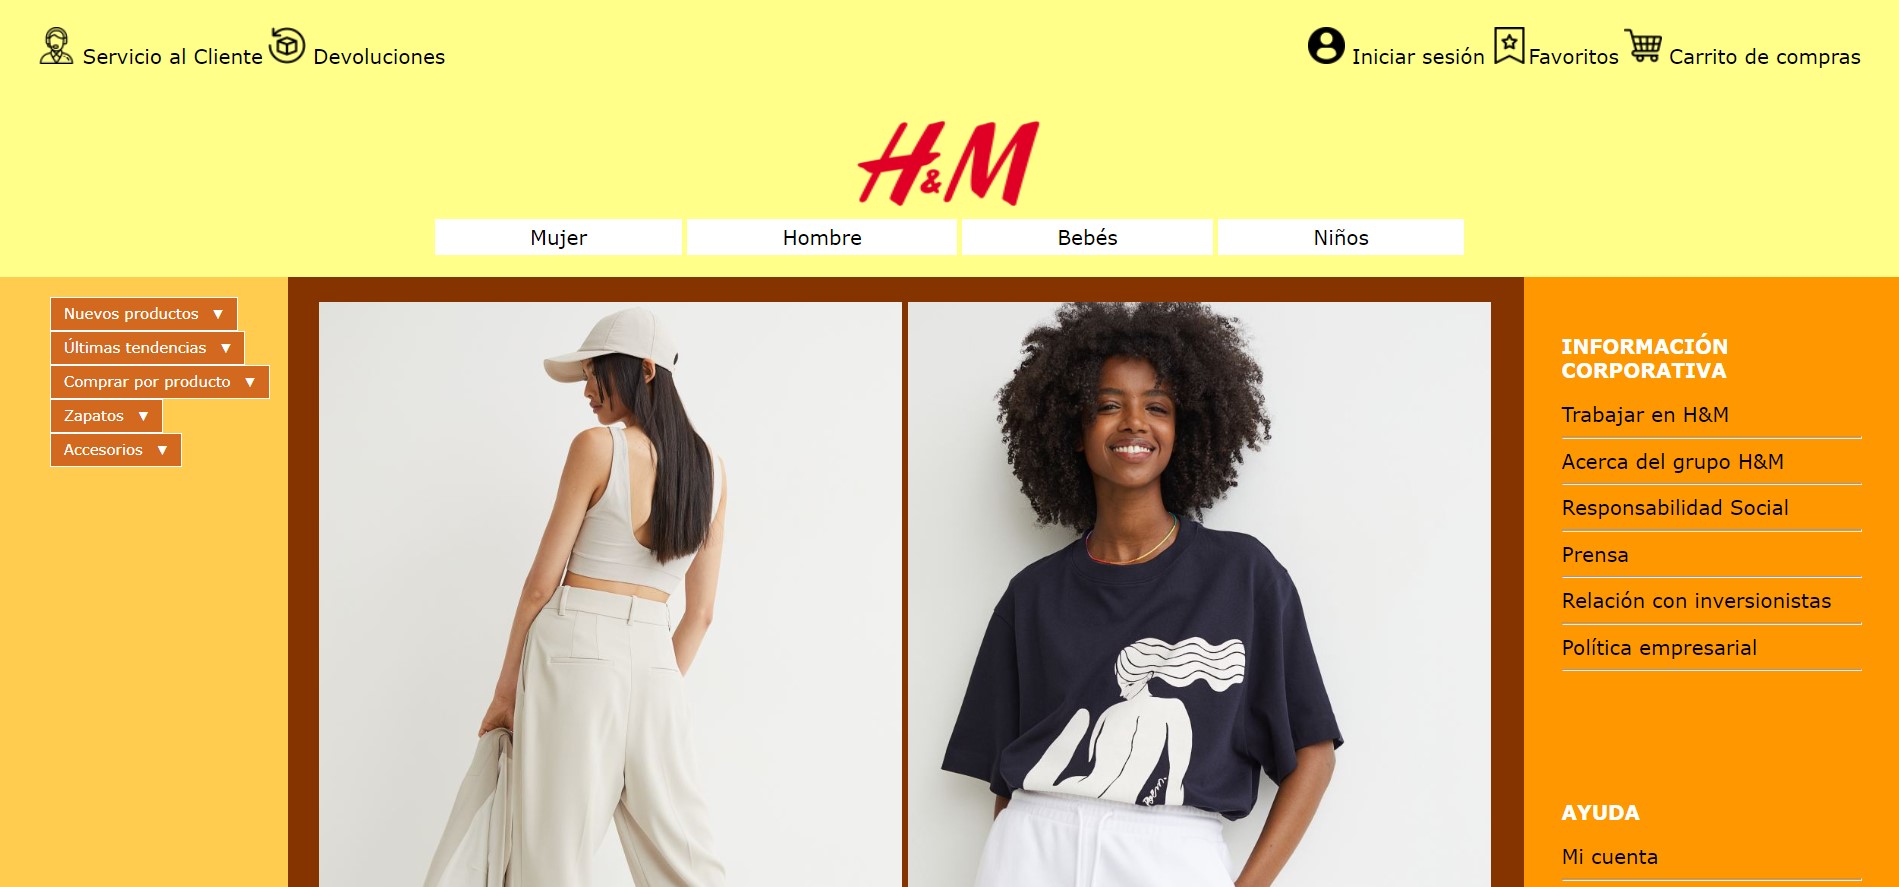 Servicio al Cliente Devoluciones
Iniciar sesión Favoritos Carrito de compras
H&M
Mujer Hombre Bebés Niños
Nuevos productos ▼
Últimas tendencias ▼
Comprar por producto ▼
Zapatos ▼
Accesorios ▼
INFORMACIÓN
CORPORATIVA
Trabajar en H&M
Acerca del grupo H&M
Responsabilidad Social
Prensa
Relación con inversionistas
Política empresarial
AYUDA
Mi cuenta